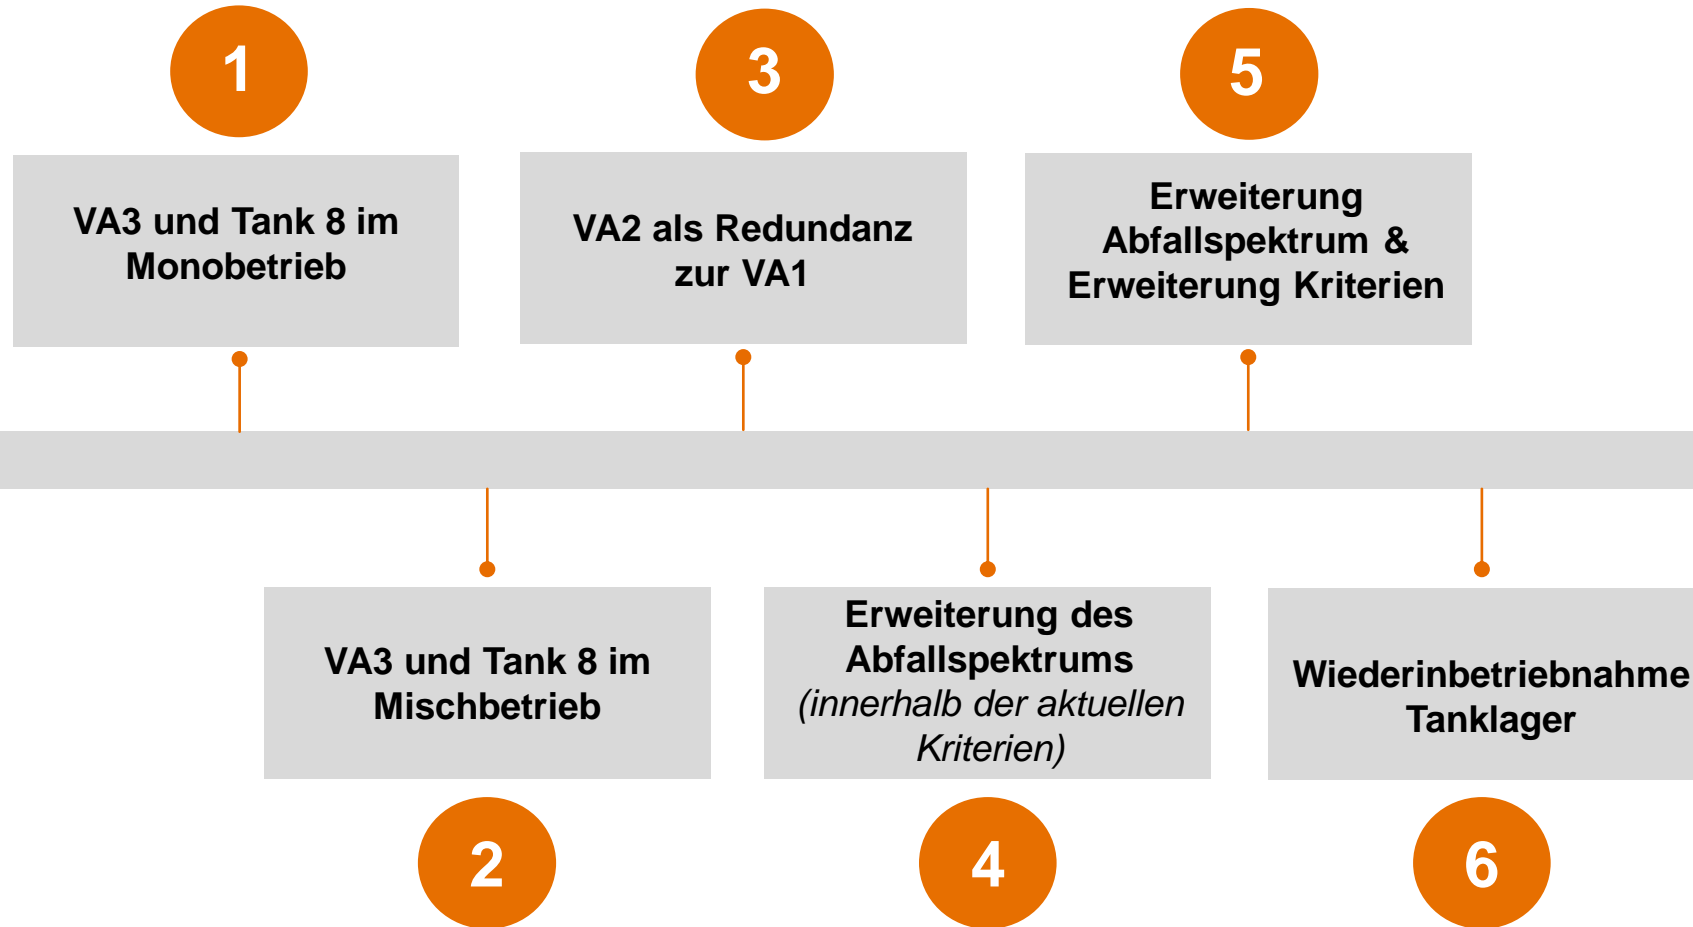 1
VA3 und Tank 8 im
Monobetrieb
2
VA3 und Tank 8 im
Mischbetrieb
3
VA2 als Redundanz
zur VA1
4
Erweiterung des
Abfallspektrums
(innerhalb der aktuellen
Kriterien)
5
Erweiterung
Abfallspektrum &
Erweiterung Kriterien
6
Wiederinbetriebnahme
Tanklager